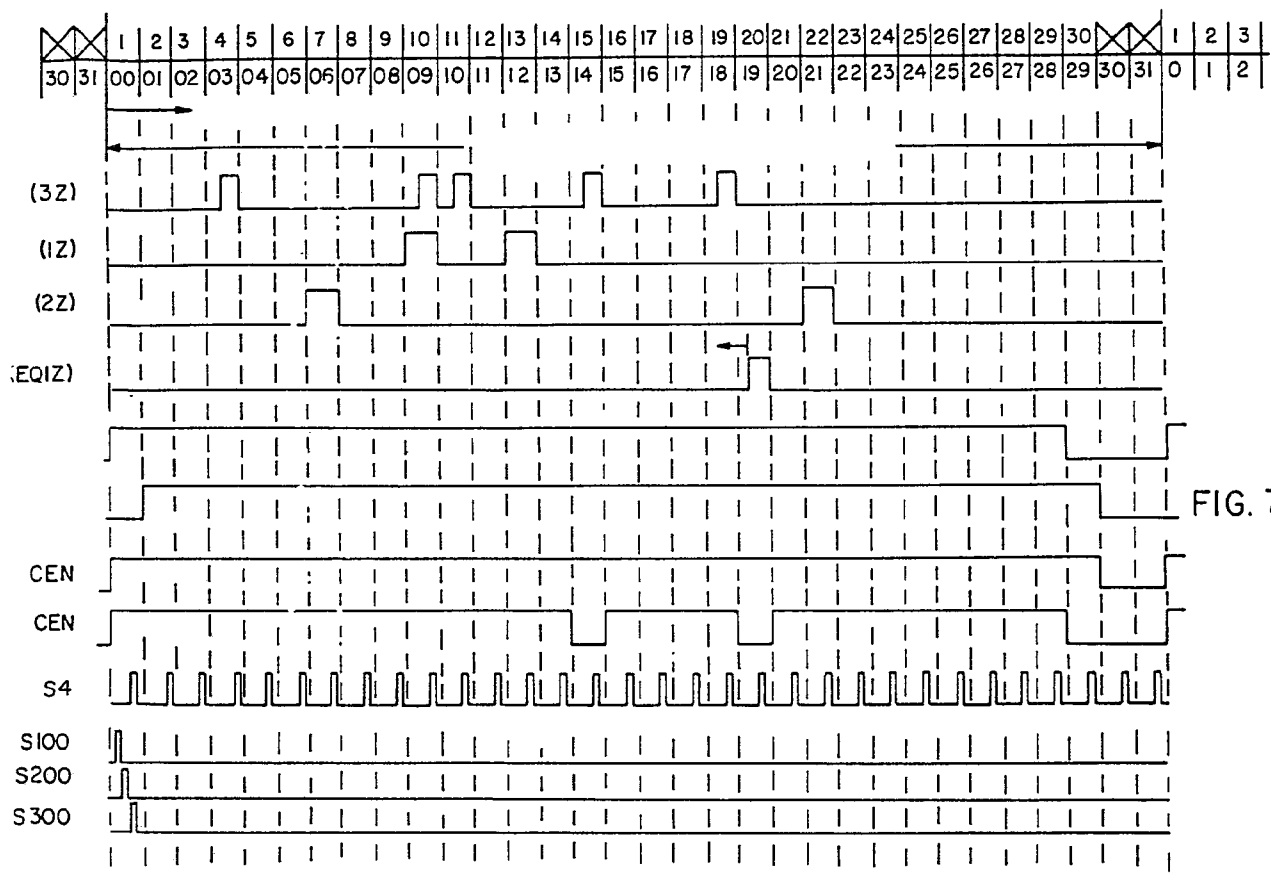 1 2 3 4 5 6 7 8 9 10 11 12 13 14 15 16 17 18 19 20 21 22 23 24 25 26 27 28 29 30 1 2 3
30 31 00 01 02 03 04 05 06 07 08 09 10 11 12 13 14 15 16 17 18 19 20 21 22 23 24 25 26 27 28 29 30 31 0 1 2
(3Z)
(1Z)
(2Z)
EQ1Z)
FIG. 7
CEN
CEN
S4
S100
S200
S300